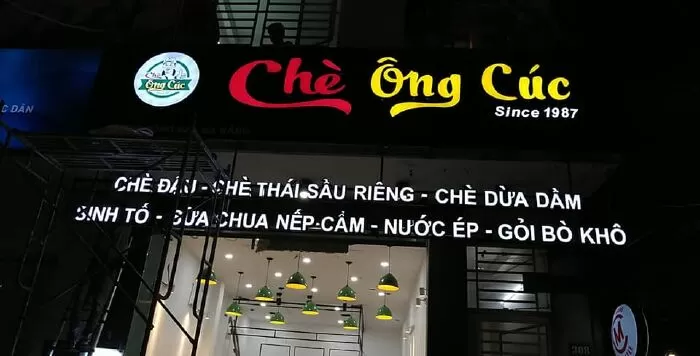 Ông Cúc
Chè Ông Cúc
Since 1987
C DÂN
CHÈ ĐẬU - CHÈ THÁI SẦU RIÊNG - CHÈ DỪA DẦM
SINH TỐ - SỮA CHUA NẾP CẨM - NƯỚC ÉP - GỎI BÒ KHÔ